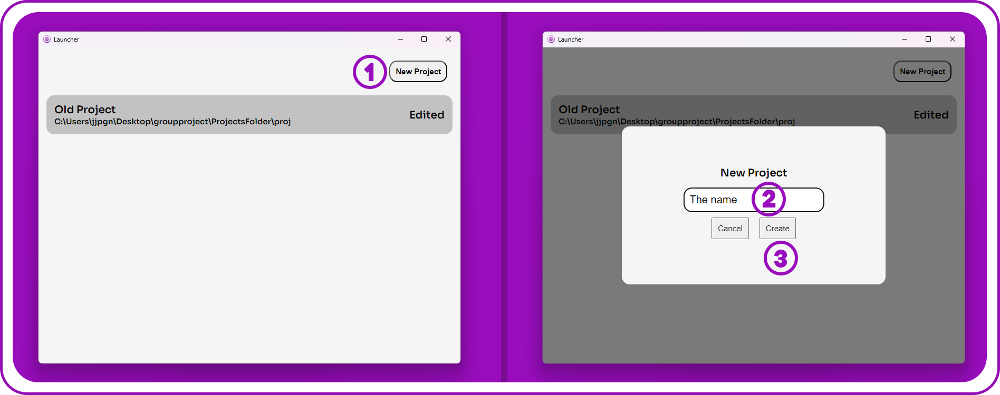 Launcher
1 New Project
Old Project
C:\Users\jjpgn\Desktop\groupproject\ProjectsFolder\proj
Edited
Launcher
New Project
Old Project
C:\Users\jjpgn\Desktop\groupproject\ProjectsFolder\proj
Edited
New Project
The name 2
Cancel Create
3